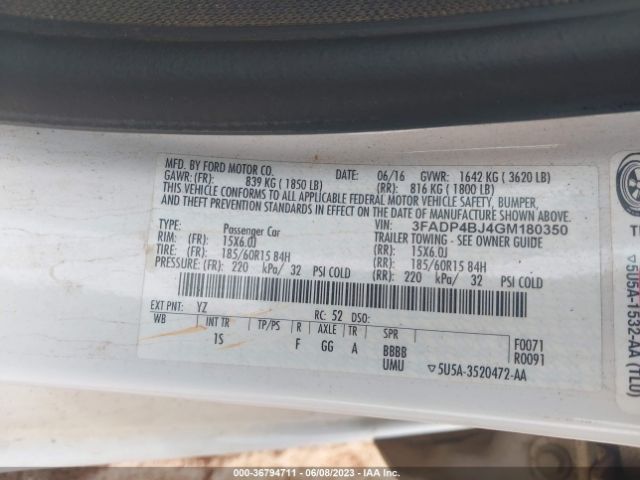 MFD. BY FORD MOTOR CO.
DATE: 06/16 GVWR: 1642 KG ( 3620 LB)
GAWR: (FR): 839 KG ( 1850 LB) (RR): 816 KG ( 1800 LB)
THIS VEHICLE CONFORMS TO ALL APPLICABLE FEDERAL MOTOR VEHICLE SAFETY, BUMPER,
AND THEFT PREVENTION STANDARDS IN EFFECT ON THE DATE OF MANUFACTURE SHOWN ABOVE.
VIN: 3FADP4BJ4GM180350
TYPE: Passenger Car TRAILER TOWING - SEE OWNER GUIDE
RIM: (FR): 15X6.0J (RR): 15X6.0J
TIRE: (FR): 185/60R15 84H (RR): 185/60R15 84H
PRESSURE: (FR): 220 kPa/ 32 PSI COLD (RR): 220 kPa/ 32 PSI COLD
EXT PNT: YZ RC: 52 DSO:
WB INT TR TP/PS R AXLE TR SPR
1S F GG A BBBB
UMU
F0071
R0091
▽5U5A-3520472-AA
▽5U5A-1532-AA (TLU)
000-36794711 - 06/08/2023 - IAA Inc.